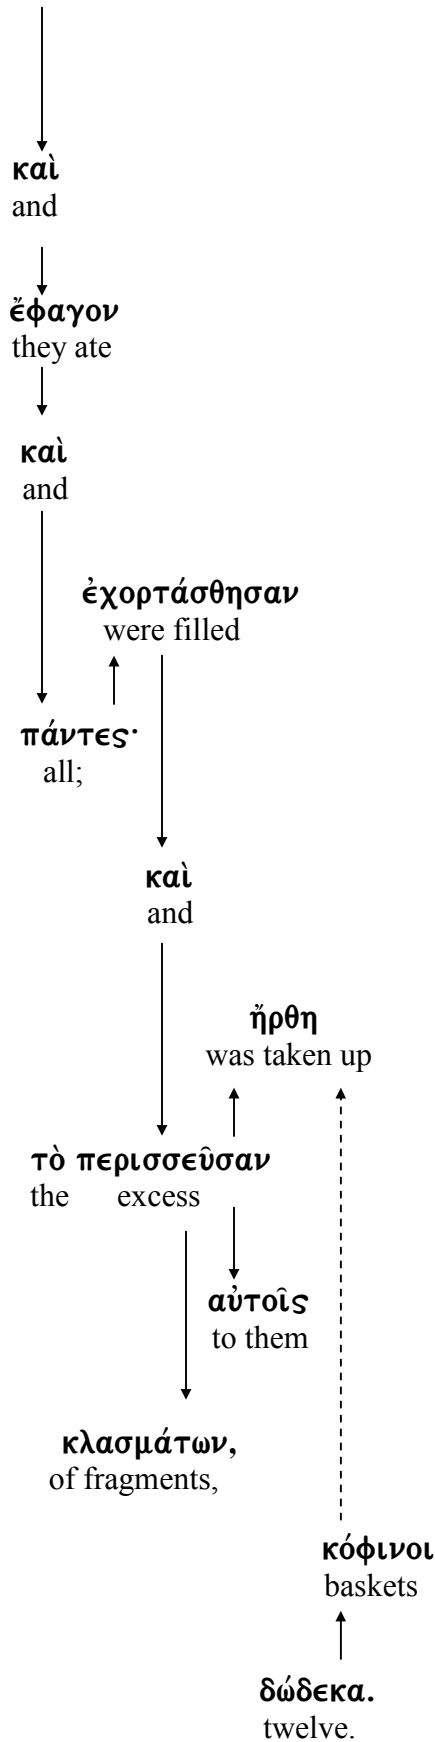 καὶ
and
ἔφαγον
they ate
καὶ
and
ἐχορτάσθησαν
were filled
πάντες·
all;
καὶ
and
ἤρθη
was taken up
τὸ περισσεῦσαν
the excess
αὐτοῖς
to them
κλασμάτων,
of fragments,
κόφινοι
baskets
δώδεκα.
twelve.